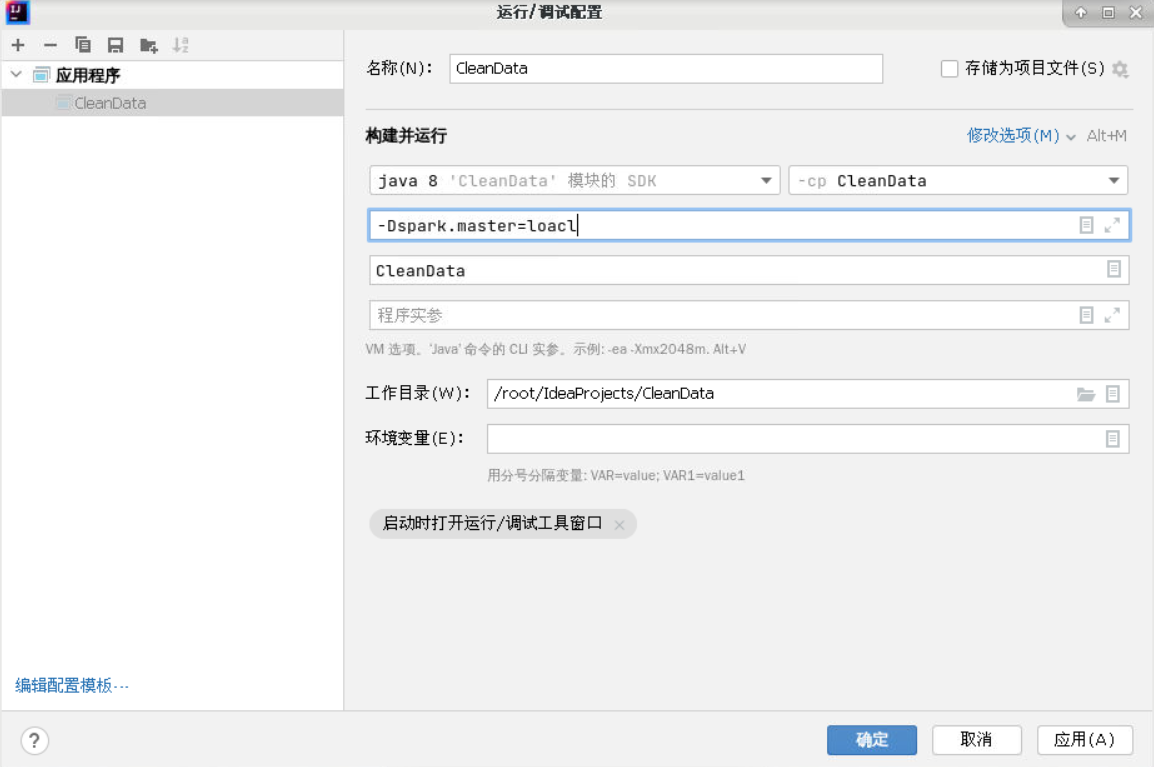 运行/调试配置
名称(N): CleanData 存储为项目文件(S)
应用程序
CleanData
构建并运行 修改选项(M) Alt+M
java 8 'CleanData' 模块的 SDK -cp CleanData
-Dspark.master=loacl
CleanData
程序实参
VM 选项。'Java' 命令的 CLI 实参。示例: -ea -Xmx2048m. Alt+V
工作目录(W): /root/IdeaProjects/CleanData
环境变量(E):
用分号分隔变量: VAR=value; VAR1=value1
启动时打开运行/调试工具窗口
编辑配置模板...
? 确定 取消 应用(A)